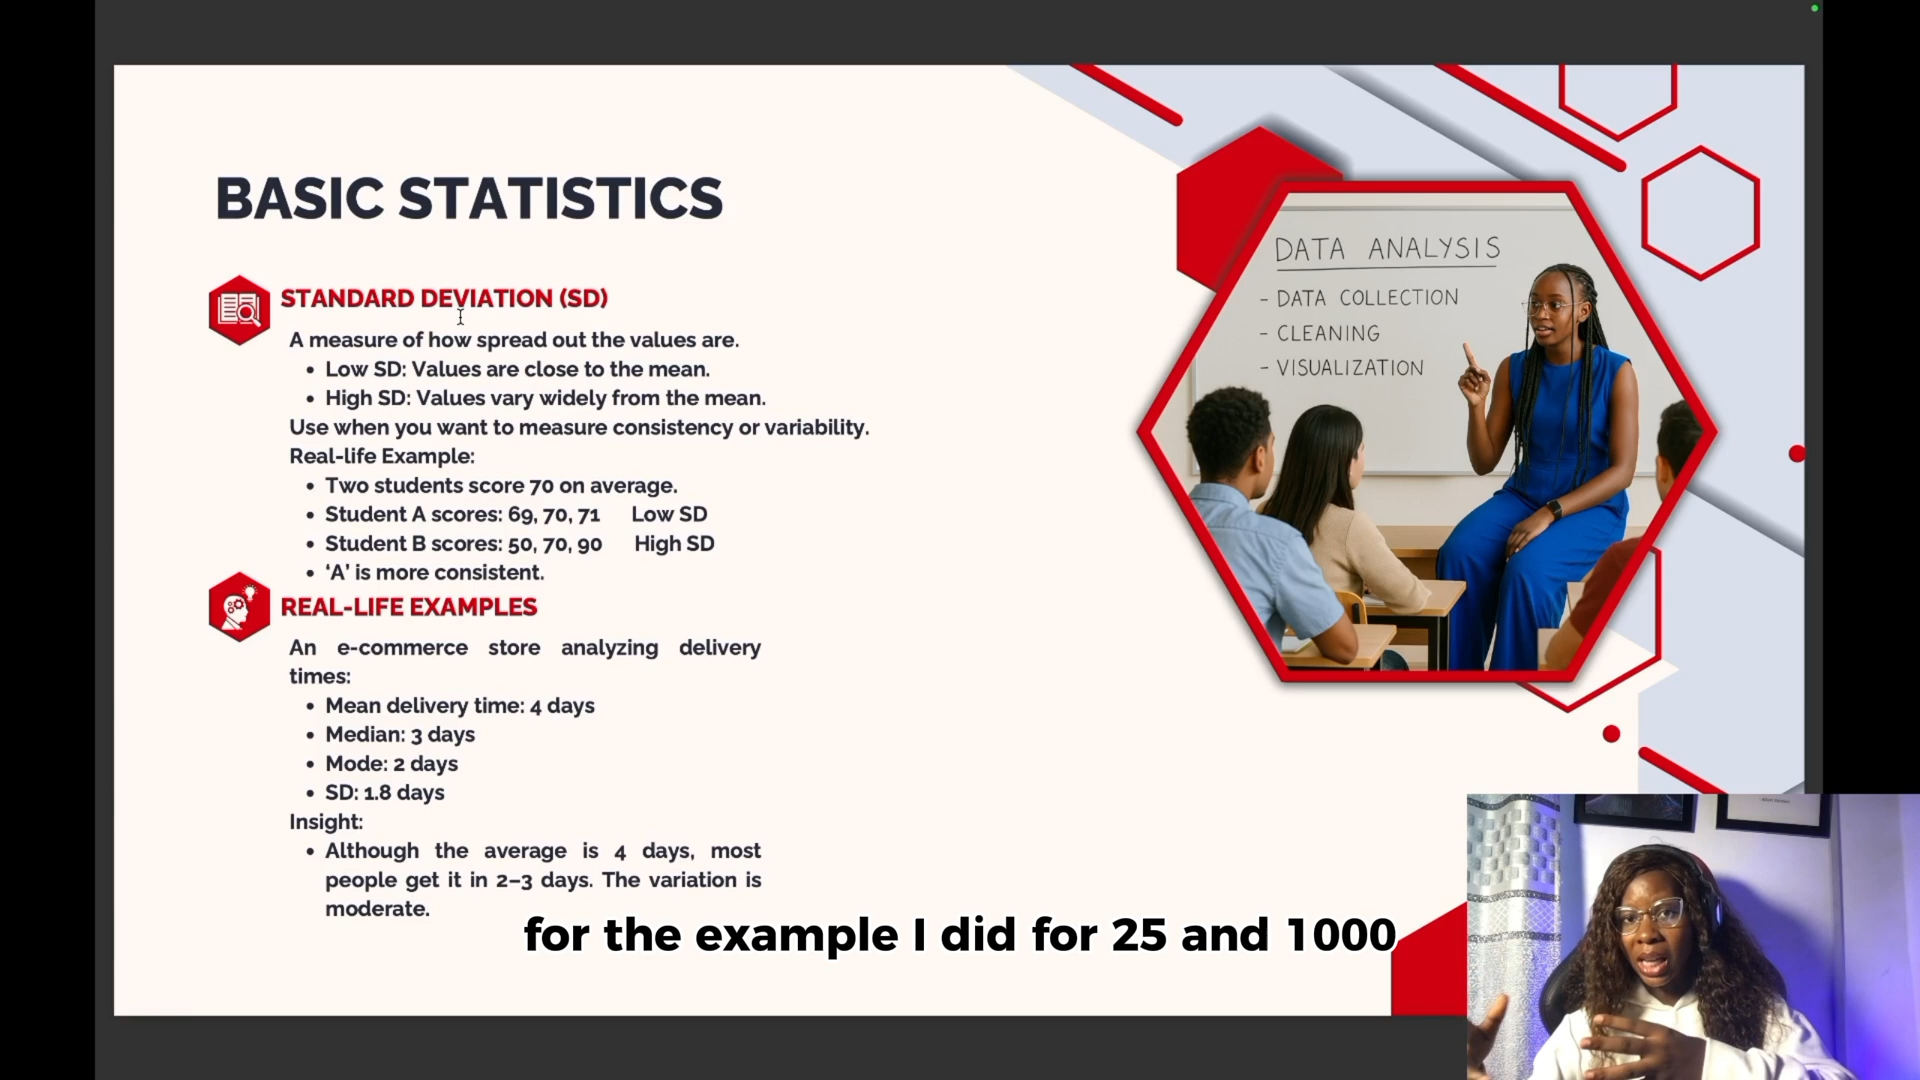 BASIC STATISTICS
STANDARD DEVIATION (SD)
A measure of how spread out the values are.
• Low SD: Values are close to the mean.
• High SD: Values vary widely from the mean.
Use when you want to measure consistency or variability.
Real-life Example:
• Two students score 70 on average.
• Student A scores: 69, 70, 71 Low SD
• Student B scores: 50, 70, 90 High SD
• ‘A’ is more consistent.
REAL-LIFE EXAMPLES
An e-commerce store analyzing delivery
times:
• Mean delivery time: 4 days
• Median: 3 days
• Mode: 2 days
• SD: 1.8 days
Insight:
• Although the average is 4 days, most
people get it in 2–3 days. The variation is
moderate.
DATA ANALYSIS
- DATA COLLECTION
- CLEANING
- VISUALIZATION
for the example I did for 25 and 1000